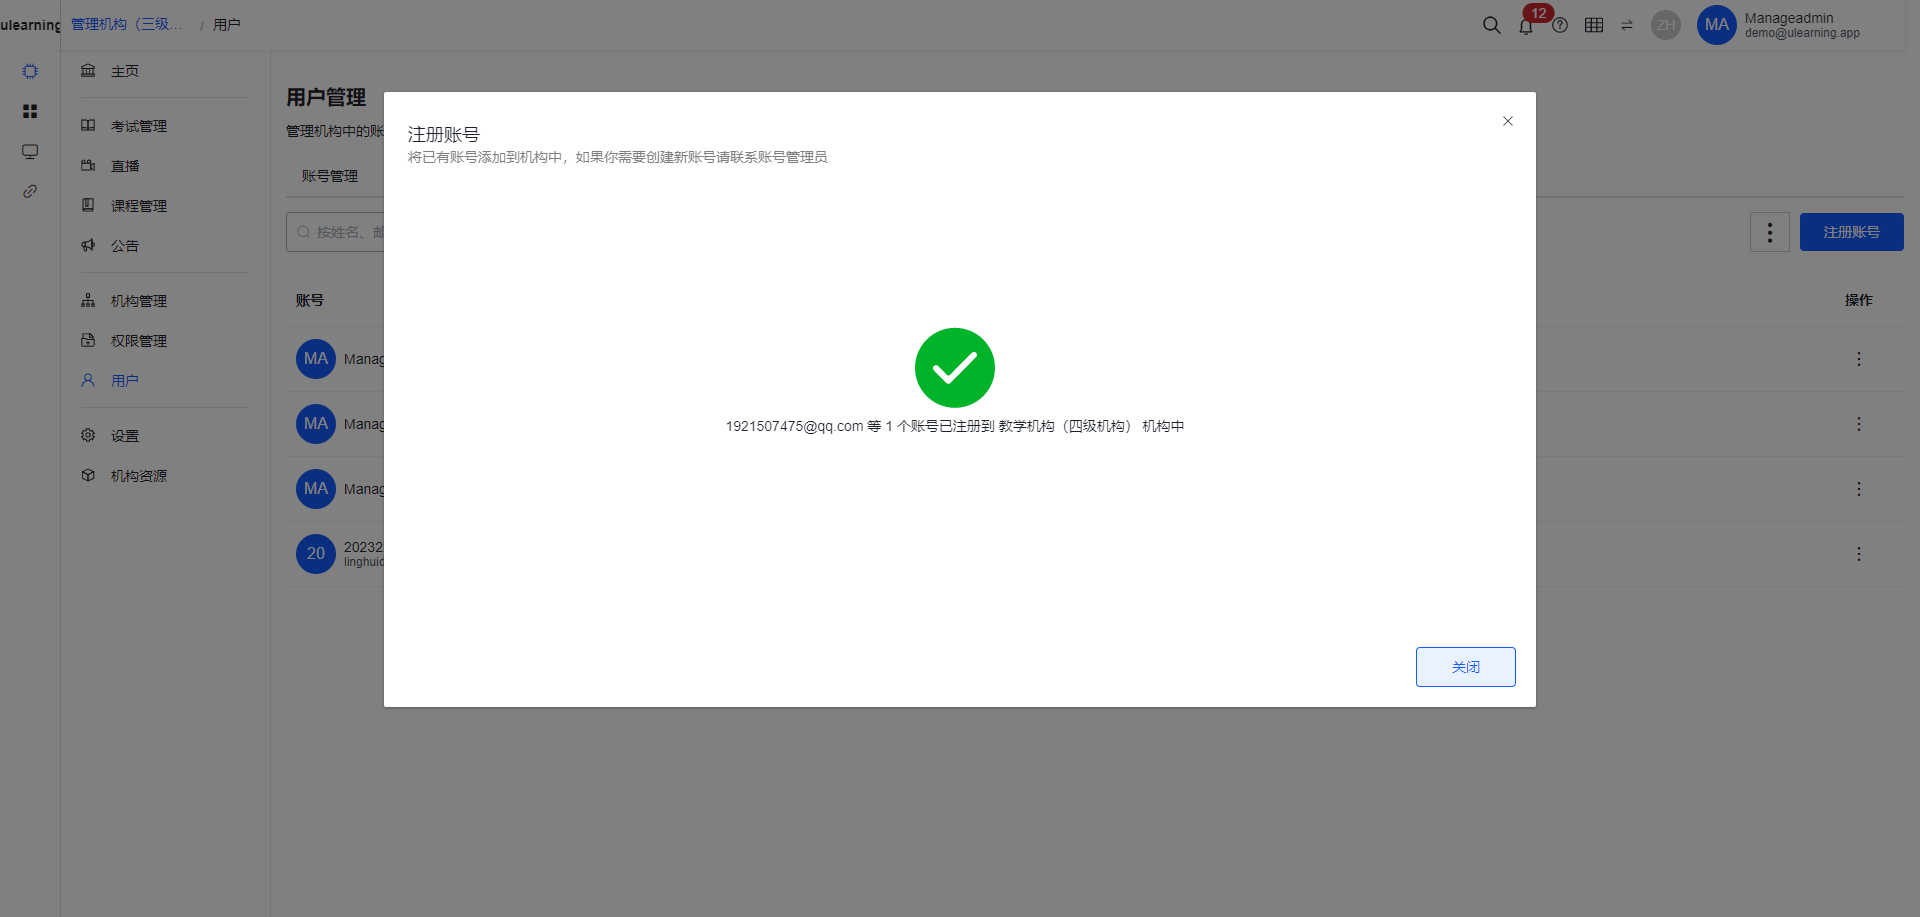 ulearning
管理机构（三级... / 用户
12
ZH
MA
Manageadmin
demo@ulearning.app
主页
考试管理
直播
课程管理
公告
机构管理
权限管理
用户
设置
机构资源
用户管理
管理机构中的账
账号管理
按姓名、邮
注册账号
账号
操作
MA
Manag
MA
Manag
MA
Manag
20
20232
linghuid
注册账号
将已有账号添加到机构中，如果你需要创建新账号请联系账号管理员
1921507475@qq.com 等 1 个账号已注册到 教学机构（四级机构） 机构中
关闭